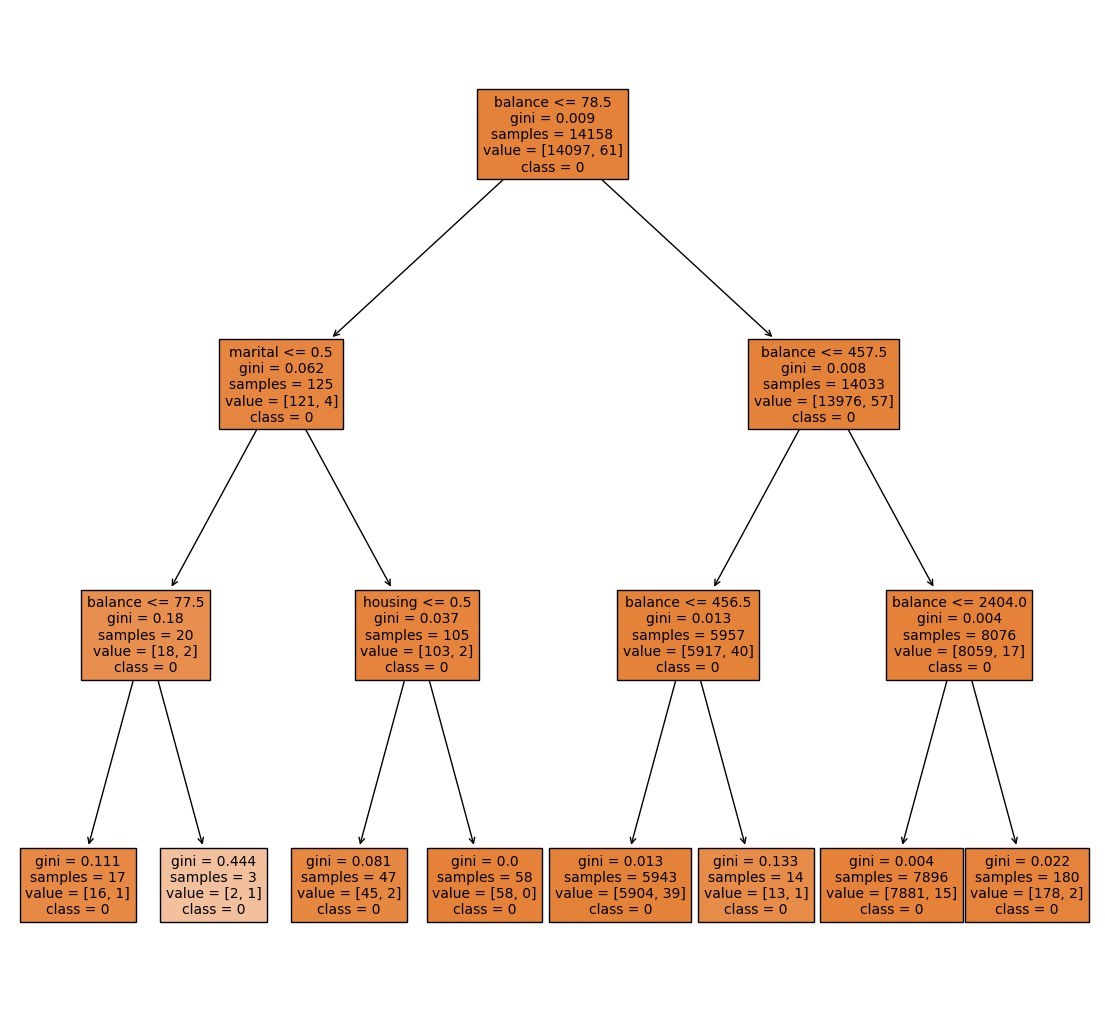 balance <= 78.5
gini = 0.009
samples = 14158
value = [14097, 61]
class = 0
marital <= 0.5
gini = 0.062
samples = 125
value = [121, 4]
class = 0
balance <= 457.5
gini = 0.008
samples = 14033
value = [13976, 57]
class = 0
balance <= 77.5
gini = 0.18
samples = 20
value = [18, 2]
class = 0
housing <= 0.5
gini = 0.037
samples = 105
value = [103, 2]
class = 0
balance <= 456.5
gini = 0.013
samples = 5957
value = [5917, 40]
class = 0
balance <= 2404.0
gini = 0.004
samples = 8076
value = [8059, 17]
class = 0
gini = 0.111
samples = 17
value = [16, 1]
class = 0
gini = 0.444
samples = 3
value = [2, 1]
class = 0
gini = 0.081
samples = 47
value = [45, 2]
class = 0
gini = 0.0
samples = 58
value = [58, 0]
class = 0
gini = 0.013
samples = 5943
value = [5904, 39]
class = 0
gini = 0.133
samples = 14
value = [13, 1]
class = 0
gini = 0.004
samples = 7896
value = [7881, 15]
class = 0
gini = 0.022
samples = 180
value = [178, 2]
class = 0